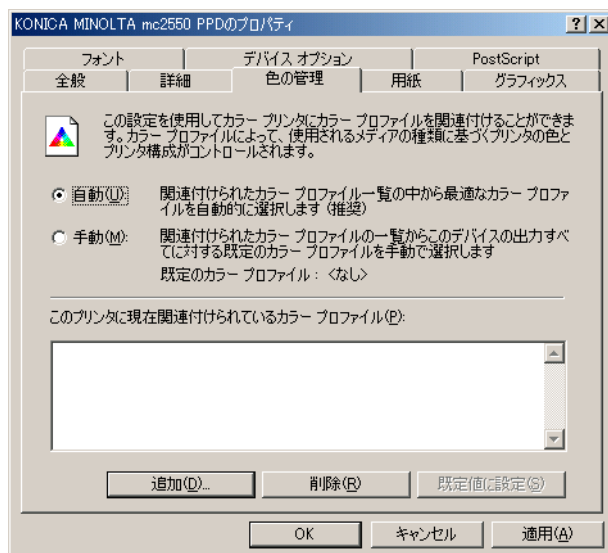 KONICA MINOLTA mc2550 PPDのプロパティ
フォント デバイス オプション PostScript
全般 詳細 色の管理 用紙 グラフィックス
この設定を使用してカラー プリンタにカラー プロファイルを関連付けることができま
す。カラー プロファイルによって、使用されるメディアの種類に基づくプリンタの色と
プリンタ構成がコントロールされます。
自動(U): 関連付けられたカラー プロファイル一覧の中から最適なカラー プロファ
イルを自動的に選択します (推奨)
手動(M): 関連付けられたカラー プロファイルの一覧からこのデバイスの出力すべ
てに対する既定のカラー プロファイルを手動で選択します
既定のカラー プロファイル : <なし>
このプリンタに現在関連付けられているカラー プロファイル(P):
追加(D)... 削除(R) 既定値に設定(S)
OK キャンセル 適用(A)